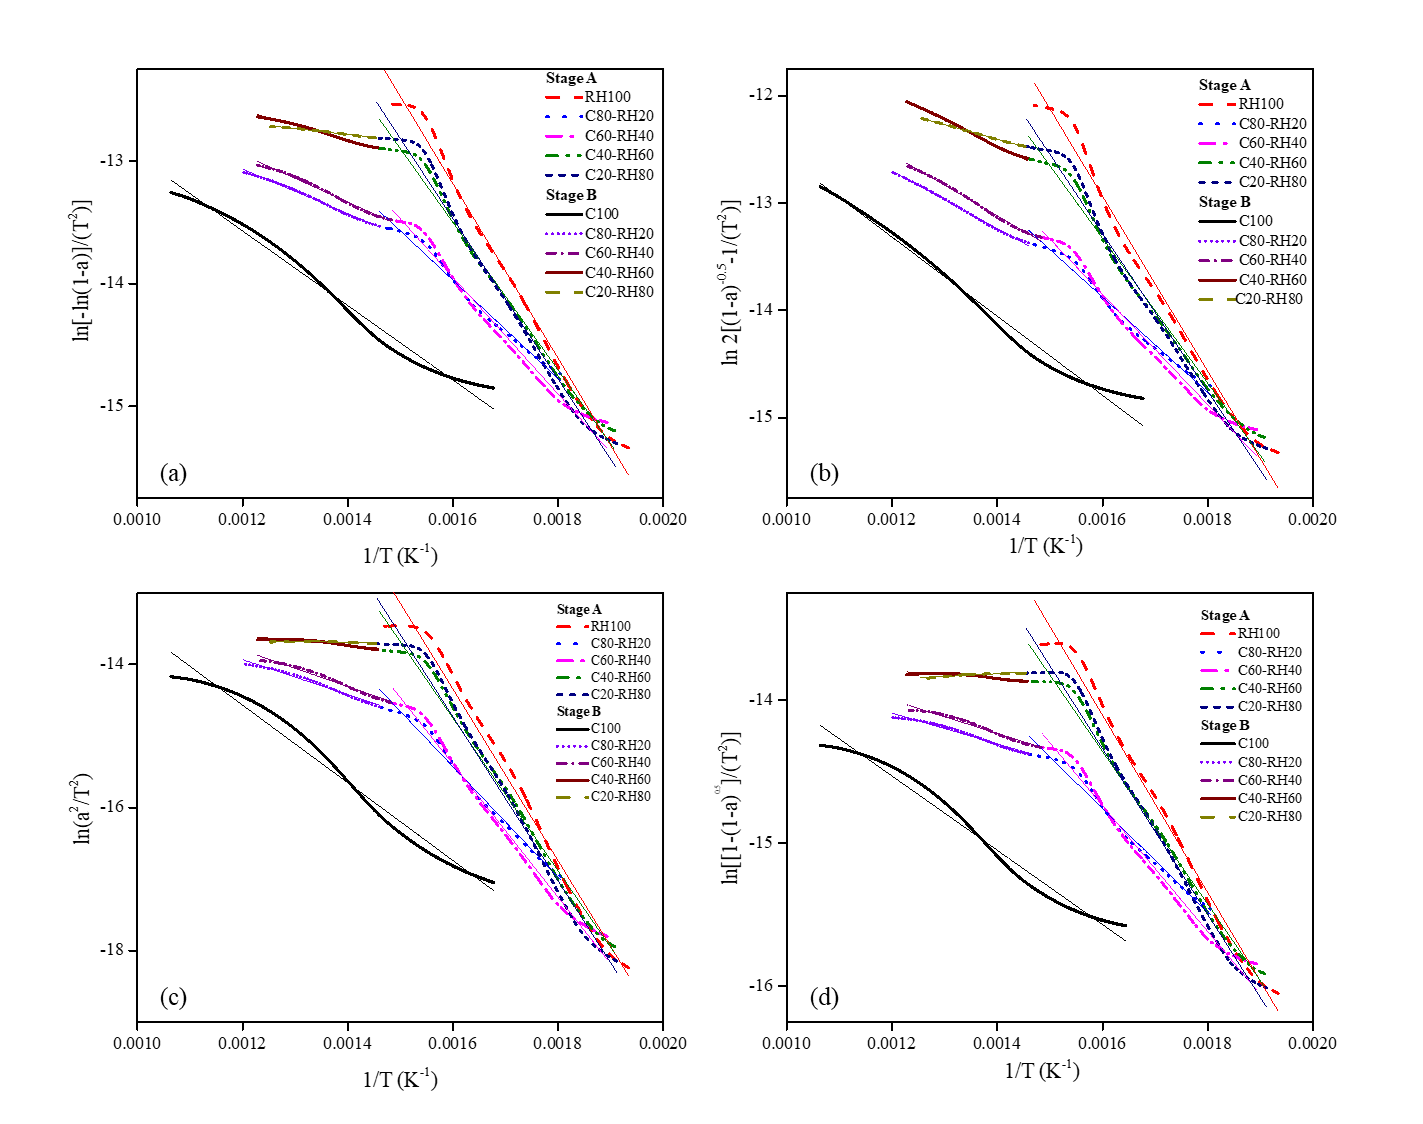 Stage A
RH100
C80-RH20
C60-RH40
C40-RH60
C20-RH80
Stage B
C100
C80-RH20
C60-RH40
C40-RH60
C20-RH80
-13
-14
-15
ln[-ln(1-a)]/(T²)]
(a)
0.0010 0.0012 0.0014 0.0016 0.0018 0.0020
1/T (K⁻¹)
Stage A
RH100
C80-RH20
C60-RH40
C40-RH60
C20-RH80
Stage B
C100
C80-RH20
C60-RH40
C40-RH60
C20-RH80
-12
-13
-14
-15
ln 2[(1-a)⁻⁰·⁵-1/(T²)]
(b)
0.0010 0.0012 0.0014 0.0016 0.0018 0.0020
1/T (K⁻¹)
Stage A
RH100
C80-RH20
C60-RH40
C40-RH60
C20-RH80
Stage B
C100
C80-RH20
C60-RH40
C40-RH60
C20-RH80
-14
-16
-18
ln(a²/T²)
(c)
0.0010 0.0012 0.0014 0.0016 0.0018 0.0020
1/T (K⁻¹)
Stage A
RH100
C80-RH20
C60-RH40
C40-RH60
C20-RH80
Stage B
C100
C80-RH20
C60-RH40
C40-RH60
C20-RH80
-14
-15
-16
ln[[1-(1-a)⁰·⁵]/(T²)]
(d)
0.0010 0.0012 0.0014 0.0016 0.0018 0.0020
1/T (K⁻¹)